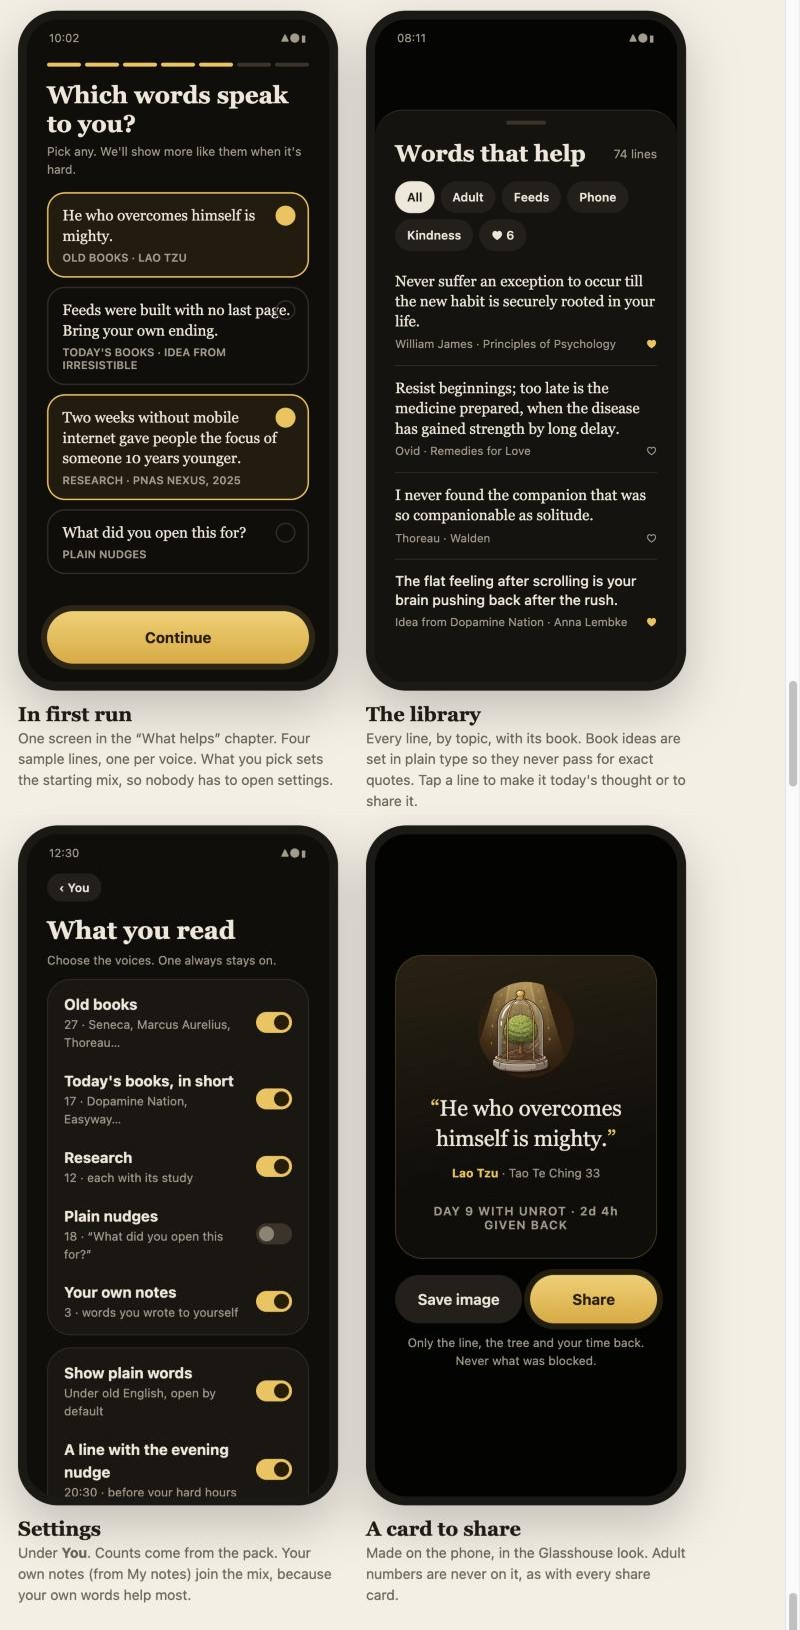 10:02
Which words speak
to you?
Pick any. We'll show more like them when it's
hard.
He who overcomes himself is
mighty.
OLD BOOKS · LAO TZU
Feeds were built with no last page.
Bring your own ending.
TODAY'S BOOKS · IDEA FROM
IRRESISTIBLE
Two weeks without mobile
internet gave people the focus of
someone 10 years younger.
RESEARCH · PNAS NEXUS, 2025
What did you open this for?
PLAIN NUDGES
Continue
In first run
One screen in the “What helps” chapter. Four
sample lines, one per voice. What you pick sets
the starting mix, so nobody has to open settings.
08:11
Words that help
74 lines
All
Adult
Feeds
Phone
Kindness
♥ 6
Never suffer an exception to occur till
the new habit is securely rooted in your
life.
William James · Principles of Psychology
Resist beginnings; too late is the
medicine prepared, when the disease
has gained strength by long delay.
Ovid · Remedies for Love
I never found the companion that was
so companionable as solitude.
Thoreau · Walden
The flat feeling after scrolling is your
brain pushing back after the rush.
Idea from Dopamine Nation · Anna Lembke
The library
Every line, by topic, with its book. Book ideas are
set in plain type so they never pass for exact
quotes. Tap a line to make it today's thought or to
share it.
12:30
‹ You
What you read
Choose the voices. One always stays on.
Old books
27 · Seneca, Marcus Aurelius,
Thoreau...
Today's books, in short
17 · Dopamine Nation,
Easyway...
Research
12 · each with its study
Plain nudges
18 · “What did you open this
for?”
Your own notes
3 · words you wrote to yourself
Show plain words
Under old English, open by
default
A line with the evening
nudge
20:30 · before your hard hours
Settings
Under You. Counts come from the pack. Your
own notes (from My notes) join the mix, because
your own words help most.
“He who overcomes
himself is mighty.”
Lao Tzu · Tao Te Ching 33
DAY 9 WITH UNROT · 2d 4h
GIVEN BACK
Save image
Share
Only the line, the tree and your time back.
Never what was blocked.
A card to share
Made on the phone, in the Glasshouse look. Adult
numbers are never on it, as with every share
card.